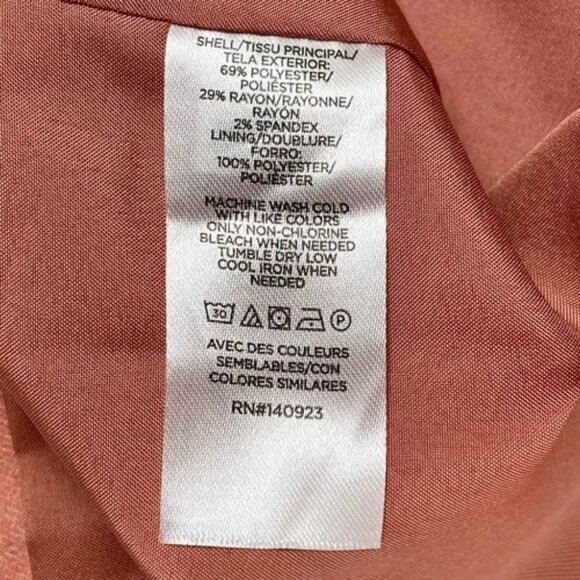 SHELL/TISSU PRINCIPAL/
TELA EXTERIOR:
69% POLYESTER/
POLIÉSTER
29% RAYON/RAYONNE/
RAYÓN
2% SPANDEX
LINING/DOUBLURE/
FORRO:
100% POLYESTER/
POLIÉSTER
MACHINE WASH COLD
WITH LIKE COLORS
ONLY NON-CHLORINE
BLEACH WHEN NEEDED
TUMBLE DRY LOW
COOL IRON WHEN
NEEDED
30 P
AVEC DES COULEURS
SEMBLABLES/CON
COLORES SIMILARES
RN#140923